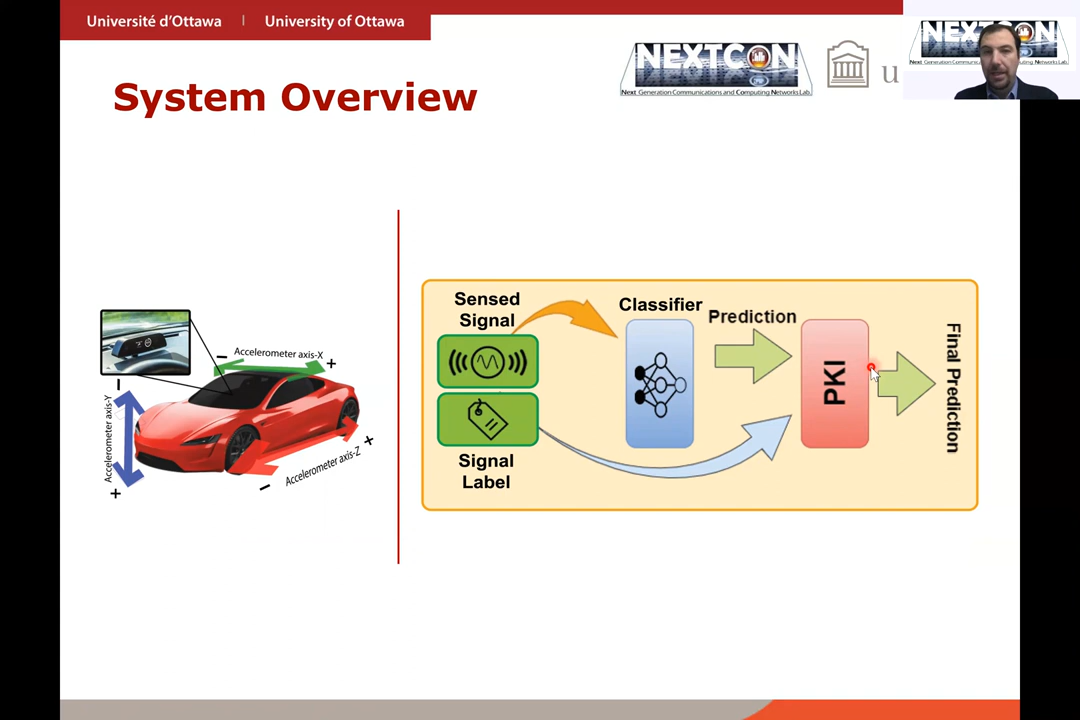 Université d'Ottawa | University of Ottawa
NEXTCON
Next Generation Communications and Computing Networks Lab.
u
NEXTCON
System Overview
Accelerometer axis-X
Accelerometer axis-Y
Accelerometer axis-Z
Sensed
Signal
Signal
Label
Classifier
Prediction
PKI
Final Prediction